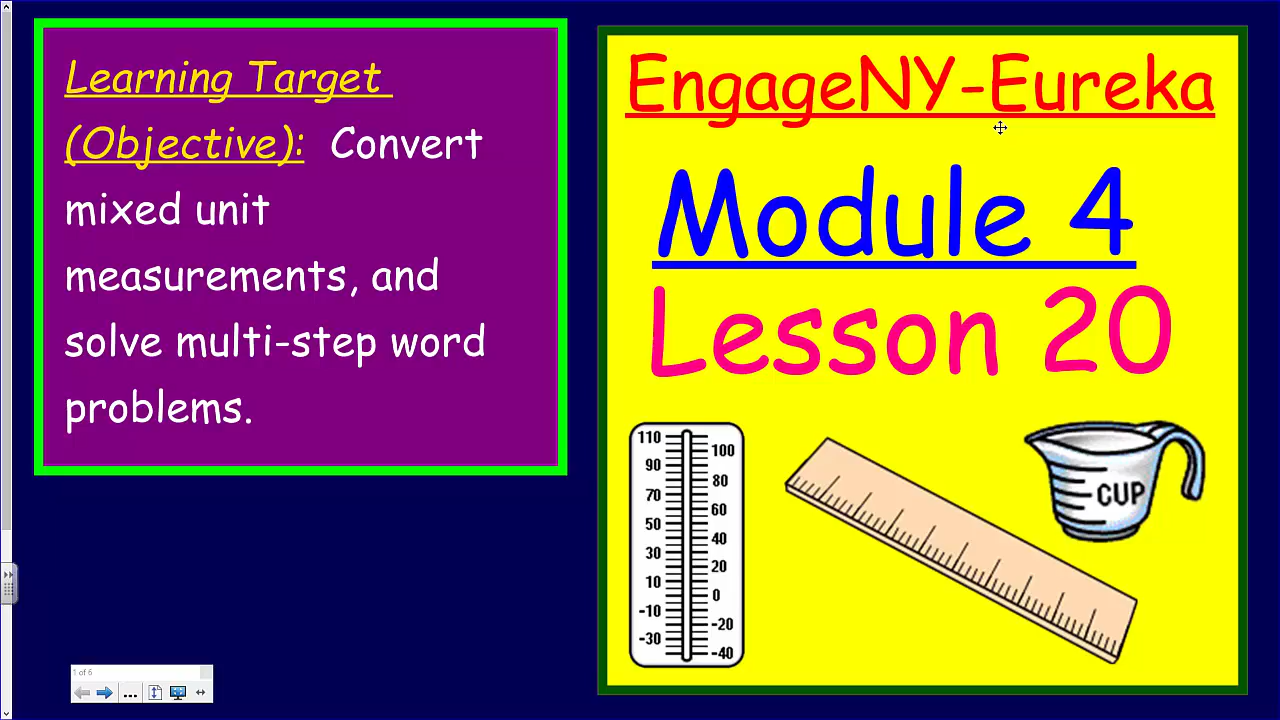 Learning Target
(Objective): Convert
mixed unit
measurements, and
solve multi-step word
problems.
EngageNY-Eureka
Module 4
Lesson 20
110
90
70
50
30
10
-10
-30
100
80
60
40
20
0
-20
-40
CUP
1 of 6
...